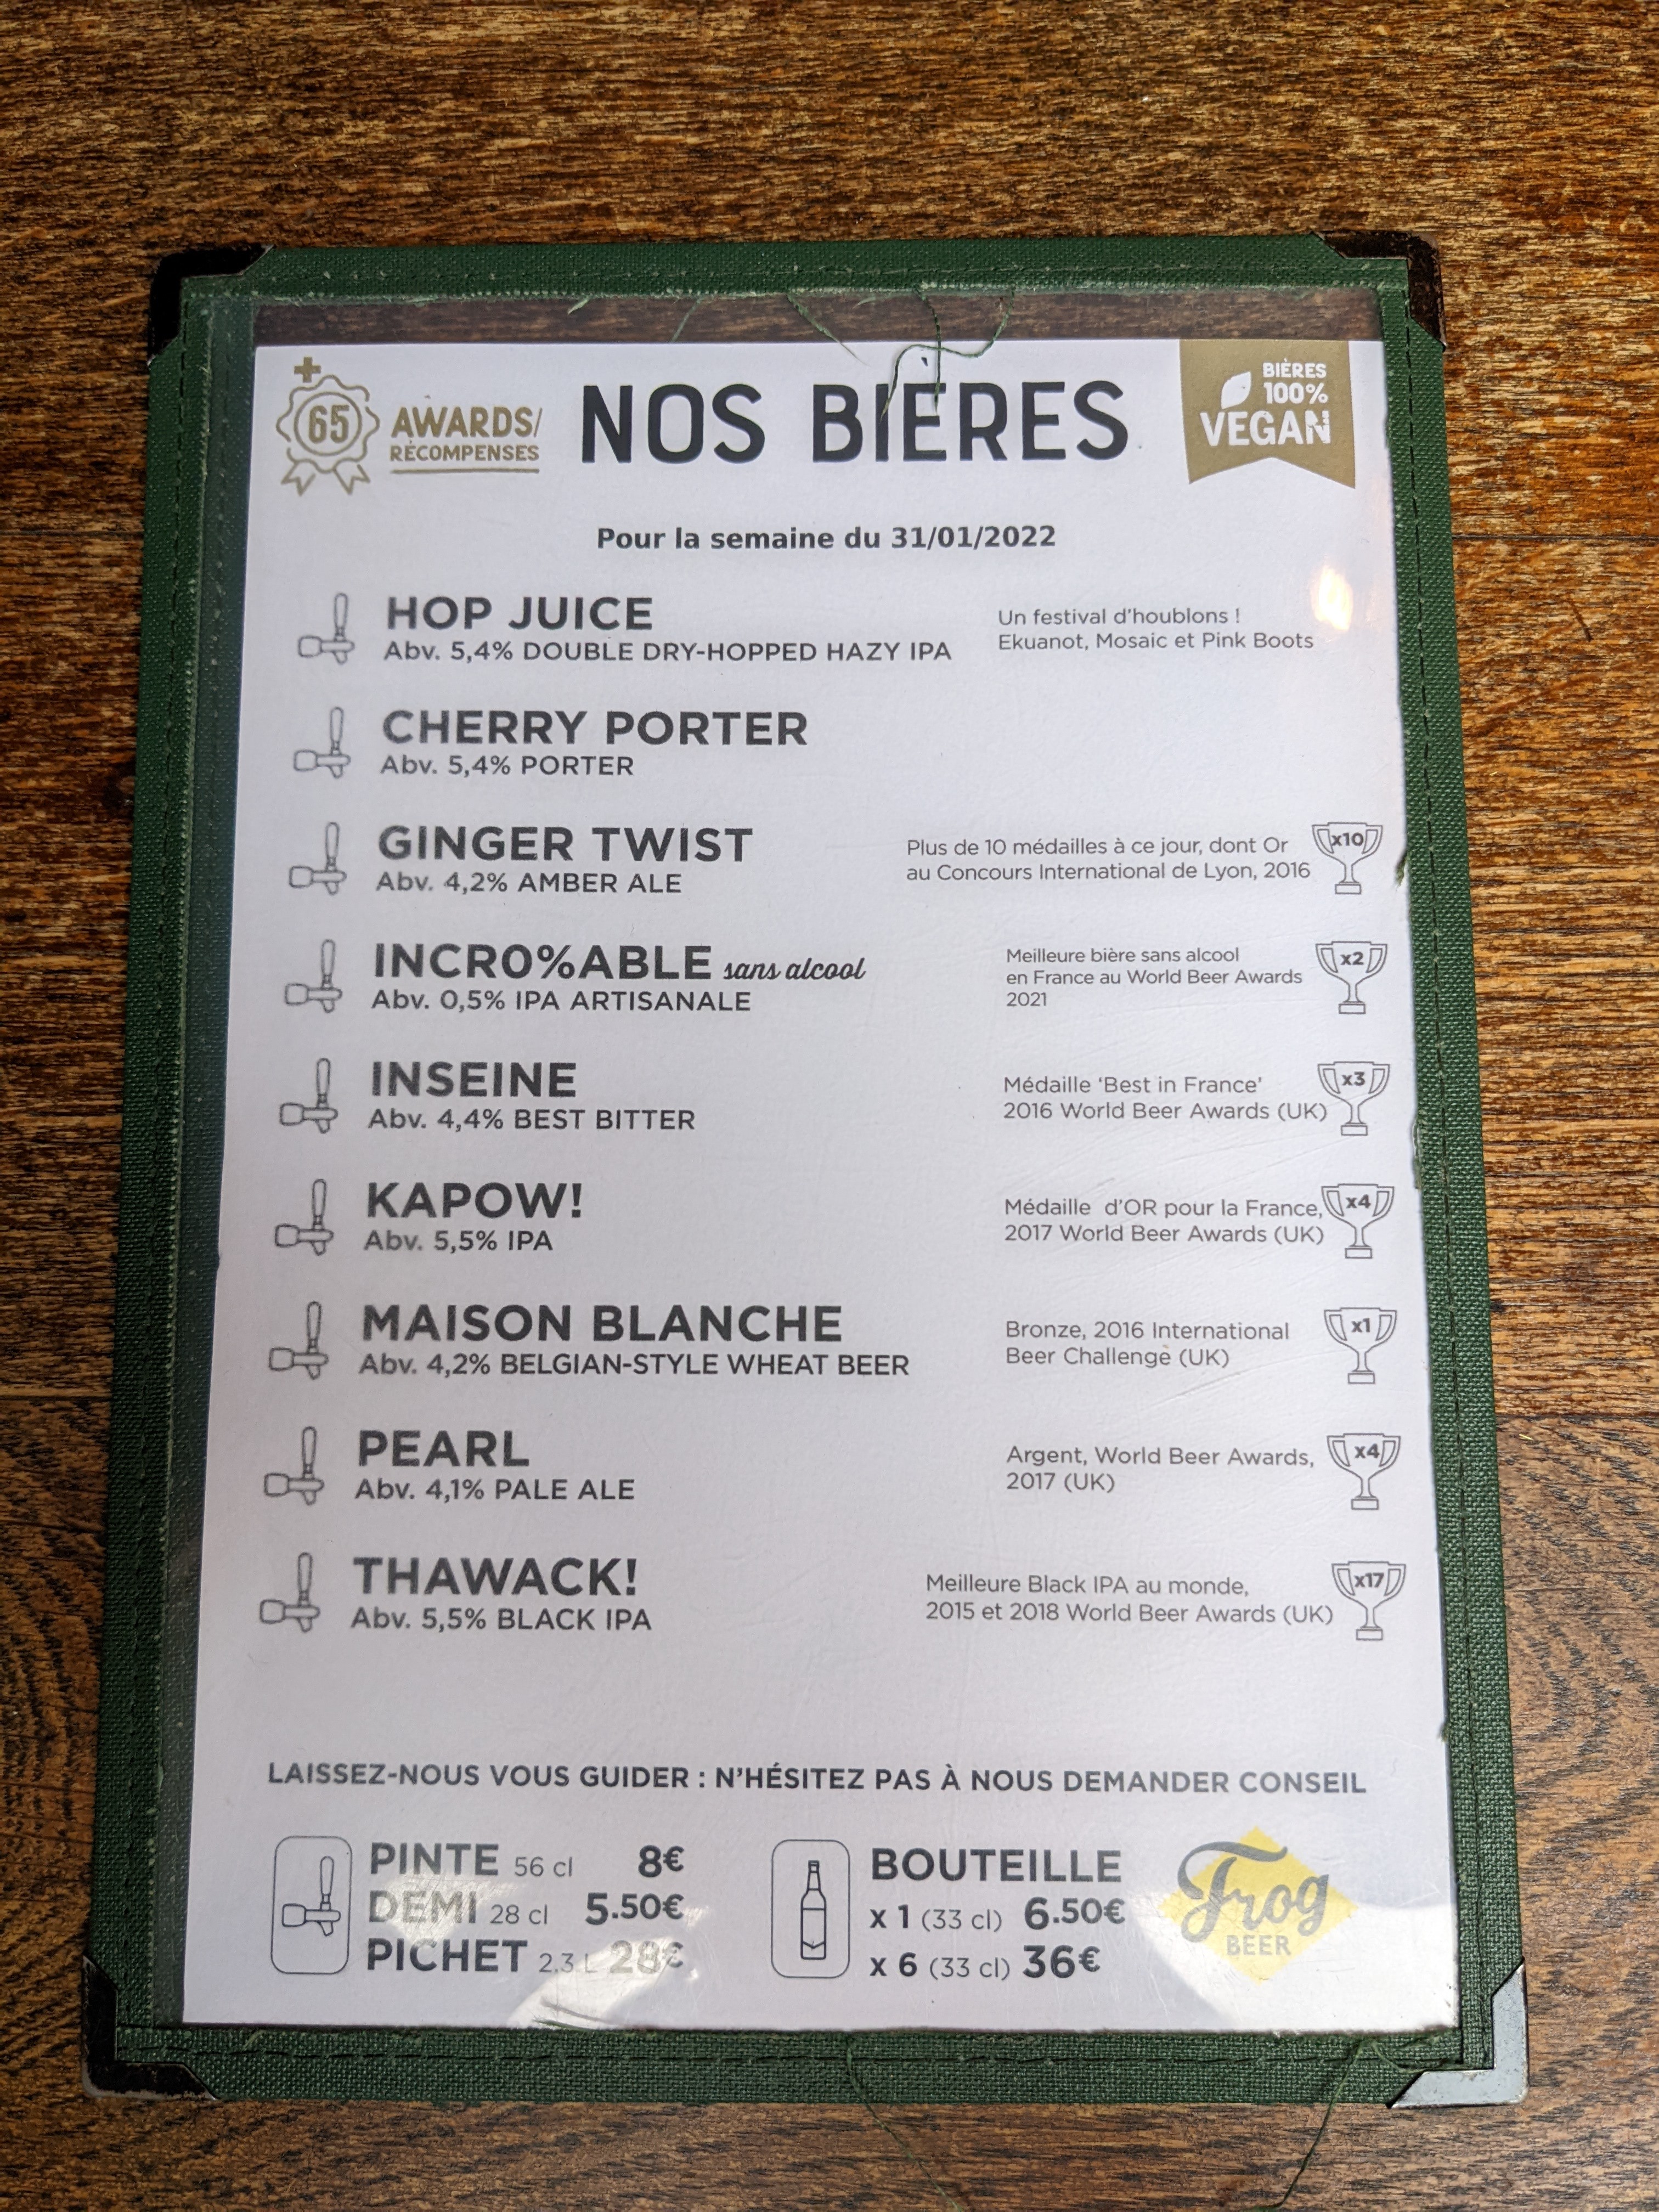 65
AWARDS/
RÉCOMPENSES
NOS BIÈRES
BIÈRES
100%
VEGAN
Pour la semaine du 31/01/2022
HOP JUICE
Abv. 5,4% DOUBLE DRY-HOPPED HAZY IPA
Un festival d'houblons !
Ekuanot, Mosaic et Pink Boots
CHERRY PORTER
Abv. 5,4% PORTER
GINGER TWIST
Abv. 4,2% AMBER ALE
Plus de 10 médailles à ce jour, dont Or
au Concours International de Lyon, 2016
x10
INCRO%ABLE sans alcool
Abv. 0,5% IPA ARTISANALE
Meilleure bière sans alcool
en France au World Beer Awards
2021
x2
INSEINE
Abv. 4,4% BEST BITTER
Médaille 'Best in France'
2016 World Beer Awards (UK)
x3
KAPOW!
Abv. 5,5% IPA
Médaille d'OR pour la France,
2017 World Beer Awards (UK)
x4
MAISON BLANCHE
Abv. 4,2% BELGIAN-STYLE WHEAT BEER
Bronze, 2016 International
Beer Challenge (UK)
x1
PEARL
Abv. 4,1% PALE ALE
Argent, World Beer Awards,
2017 (UK)
x4
THAWACK!
Abv. 5,5% BLACK IPA
Meilleure Black IPA au monde,
2015 et 2018 World Beer Awards (UK)
x17
LAISSEZ-NOUS VOUS GUIDER : N'HÉSITEZ PAS À NOUS DEMANDER CONSEIL
PINTE 56 cl 8€
DEMI 28 cl 5.50€
PICHET 2.3 L 28€
BOUTEILLE
x 1 (33 cl) 6.50€
x 6 (33 cl) 36€
Frog
BEER